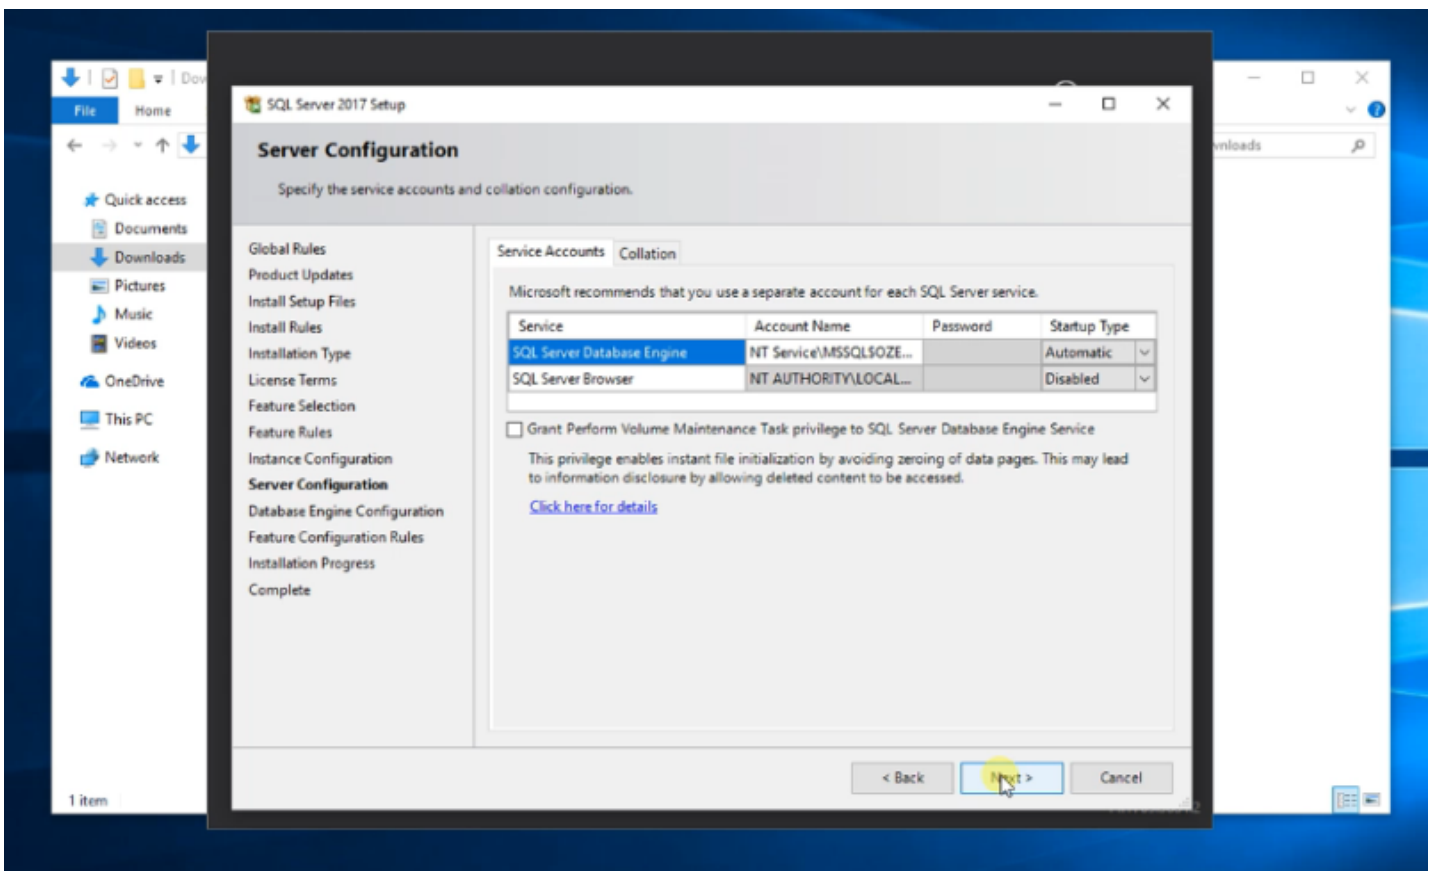 Dow
File
Home
wnloads
Quick access
Documents
Downloads
Pictures
Music
Videos
OneDrive
This PC
Network
1 item
SQL Server 2017 Setup
Server Configuration
Specify the service accounts and collation configuration.
Global Rules
Product Updates
Install Setup Files
Install Rules
Installation Type
License Terms
Feature Selection
Feature Rules
Instance Configuration
Server Configuration
Database Engine Configuration
Feature Configuration Rules
Installation Progress
Complete
Service Accounts Collation
Microsoft recommends that you use a separate account for each SQL Server service.
Service Account Name Password Startup Type
SQL Server Database Engine NT Service\MSSQL$OZE... Automatic
SQL Server Browser NT AUTHORITY\LOCAL... Disabled
Grant Perform Volume Maintenance Task privilege to SQL Server Database Engine Service
This privilege enables instant file initialization by avoiding zeroing of data pages. This may lead
to information disclosure by allowing deleted content to be accessed.
Click here for details
< Back Next > Cancel